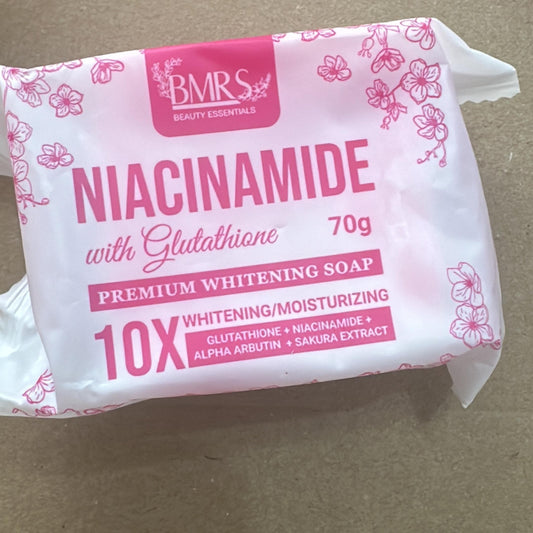 BMRS
BEAUTY ESSENTIALS
NIACINAMIDE
with Glutathione 70g
PREMIUM WHITENING SOAP
10X WHITENING/MOISTURIZING
GLUTATHIONE + NIACINAMIDE +
ALPHA ARBUTIN + SAKURA EXTRACT